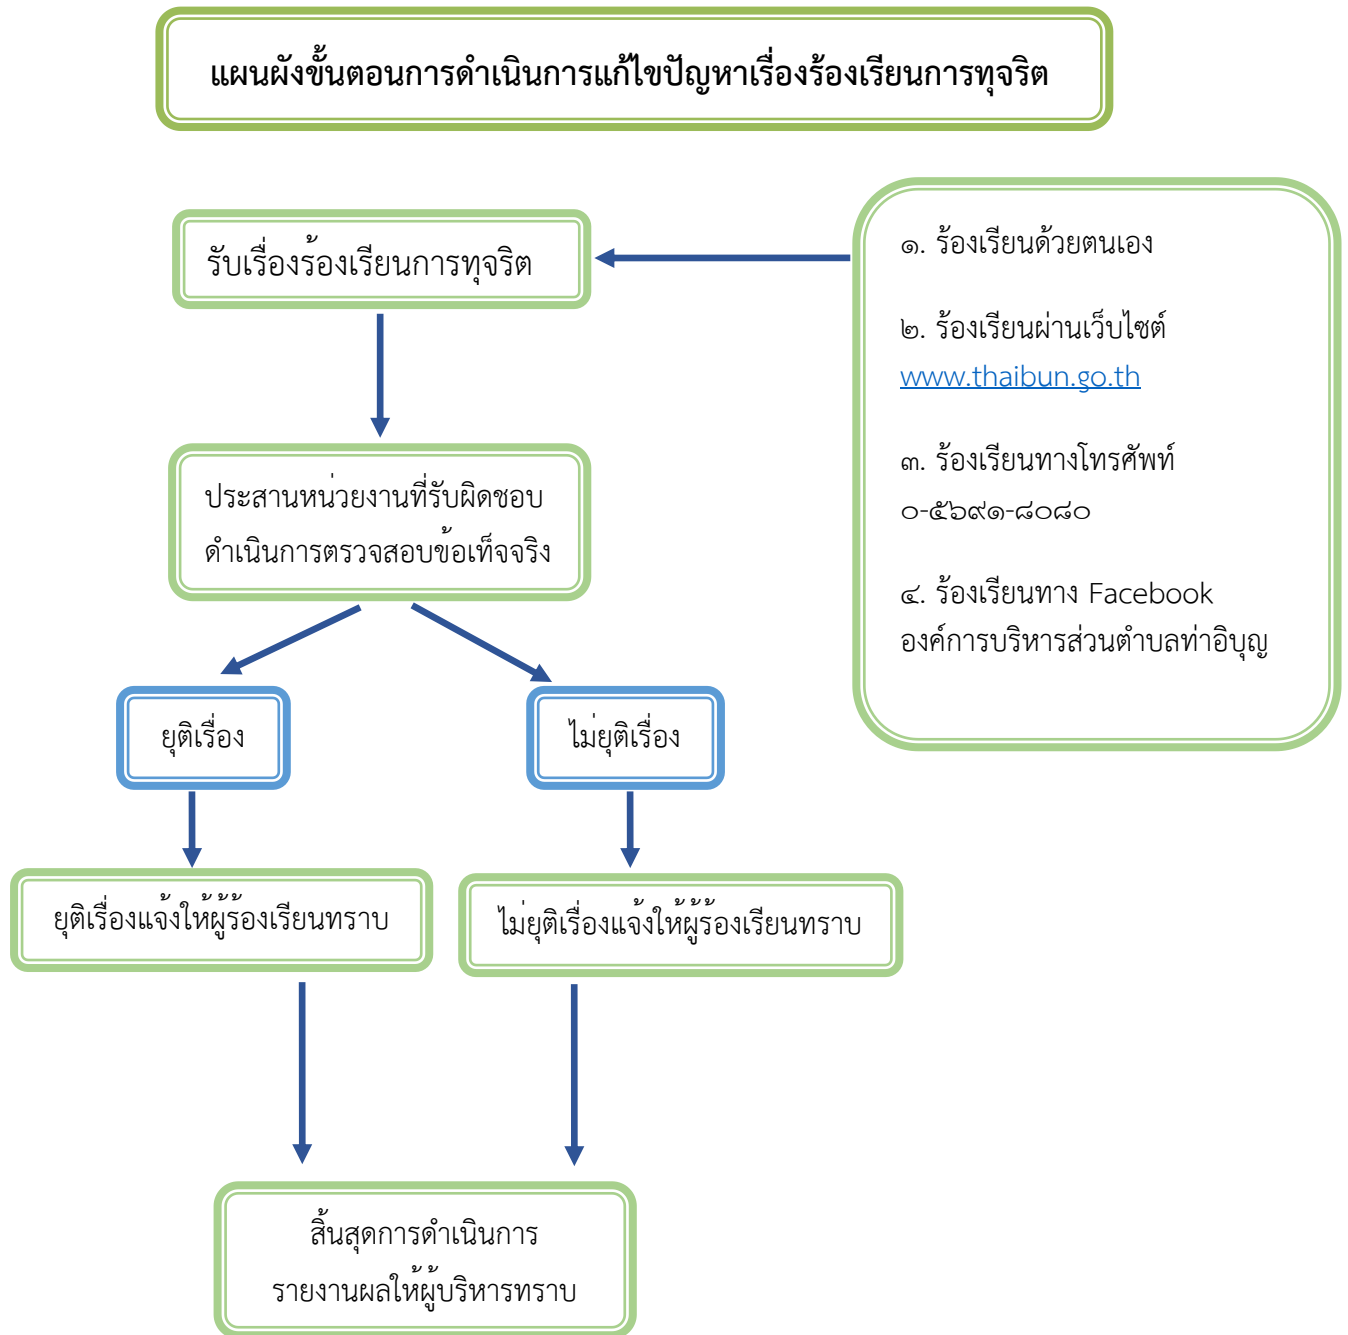 แผนผังขั้นตอนการดำเนินการแก้ไขปัญหาเรื่องร้องเรียนการทุจริต
รับเรื่องร้องเรียนการทุจริต
๑. ร้องเรียนด้วยตนเอง
๒. ร้องเรียนผ่านเว็บไซต์
www.thaibun.go.th
๓. ร้องเรียนทางโทรศัพท์
๐-๕๖๙๑-๘๐๘๐
๔. ร้องเรียนทาง Facebook
องค์การบริหารส่วนตำบลท่าอิบุญ
ประสานหน่วยงานที่รับผิดชอบ
ดำเนินการตรวจสอบข้อเท็จจริง
ยุติเรื่อง
ไม่ยุติเรื่อง
ยุติเรื่องแจ้งให้ผู้ร้องเรียนทราบ
ไม่ยุติเรื่องแจ้งให้ผู้ร้องเรียนทราบ
สิ้นสุดการดำเนินการ
รายงานผลให้ผู้บริหารทราบ